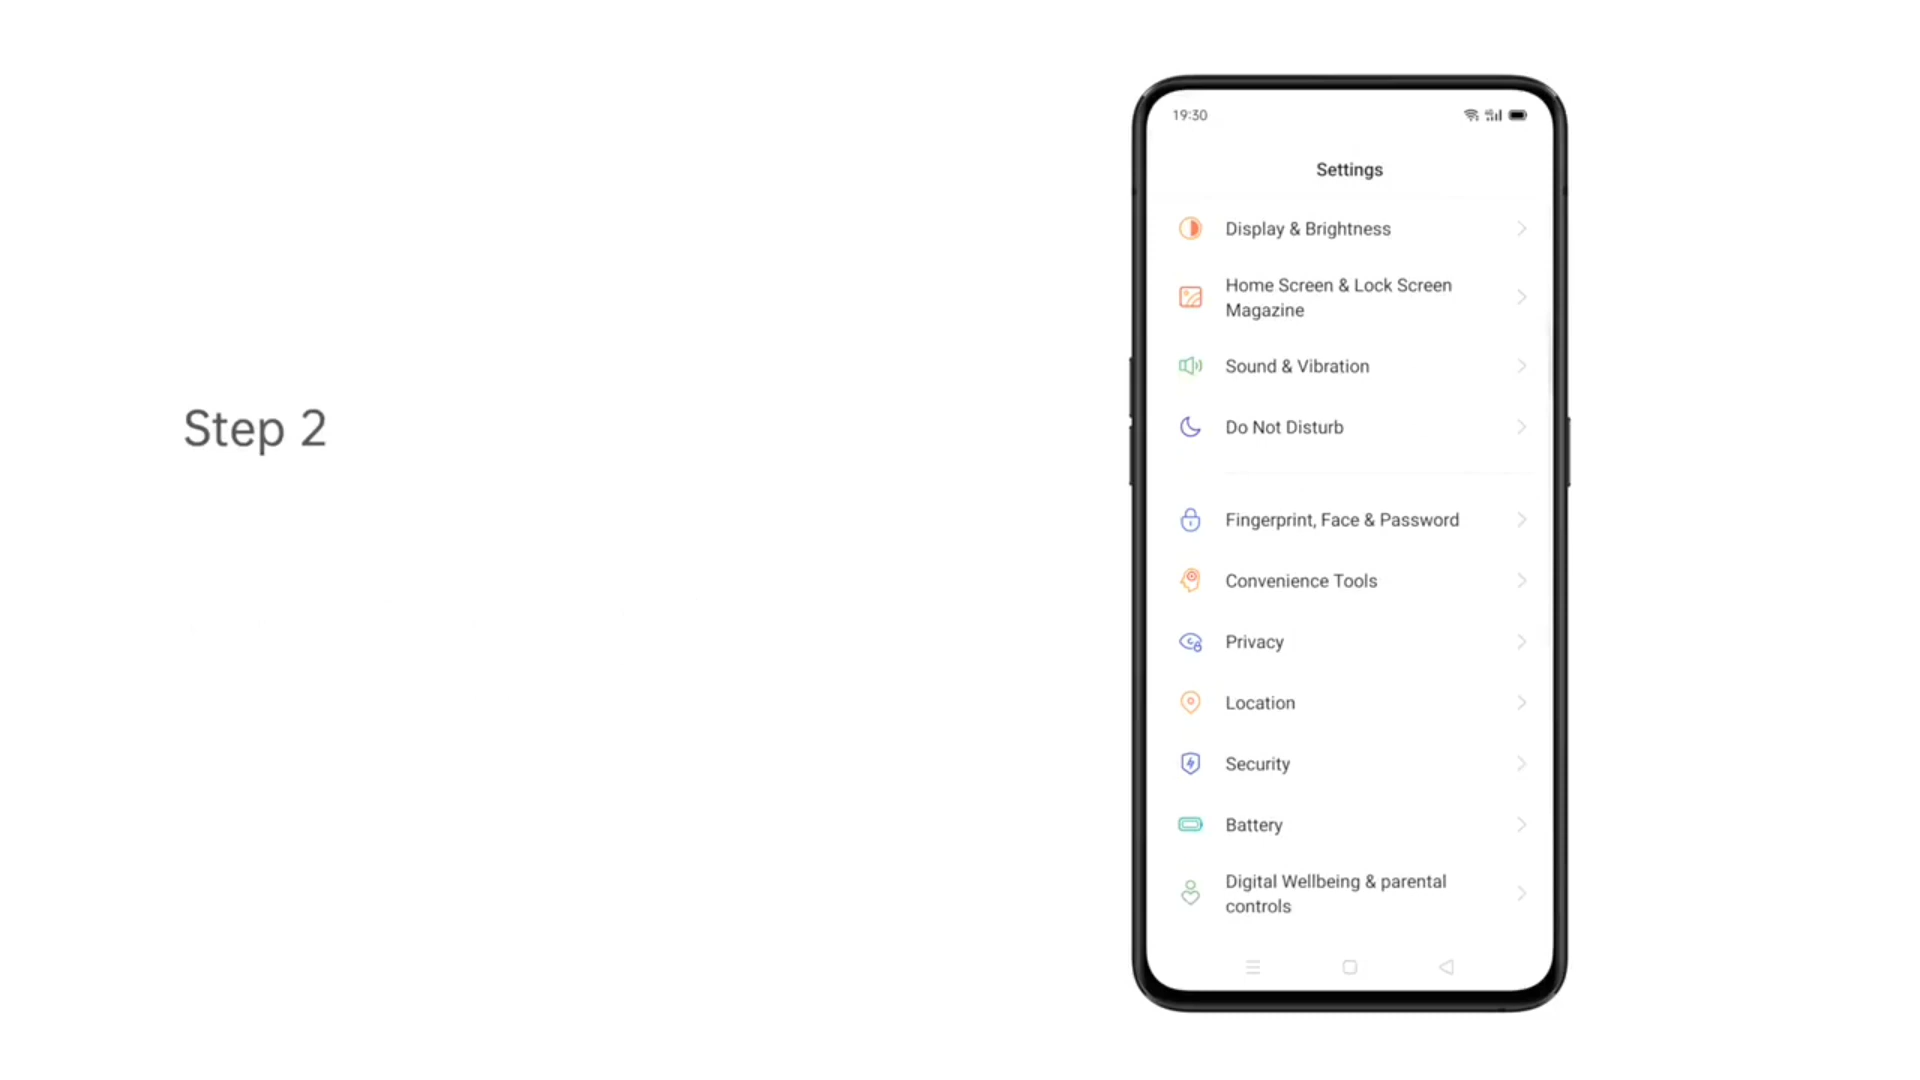 Step 2
19:30
Settings
Display & Brightness
Home Screen & Lock Screen
Magazine
Sound & Vibration
Do Not Disturb
Fingerprint, Face & Password
Convenience Tools
Privacy
Location
Security
Battery
Digital Wellbeing & parental
controls